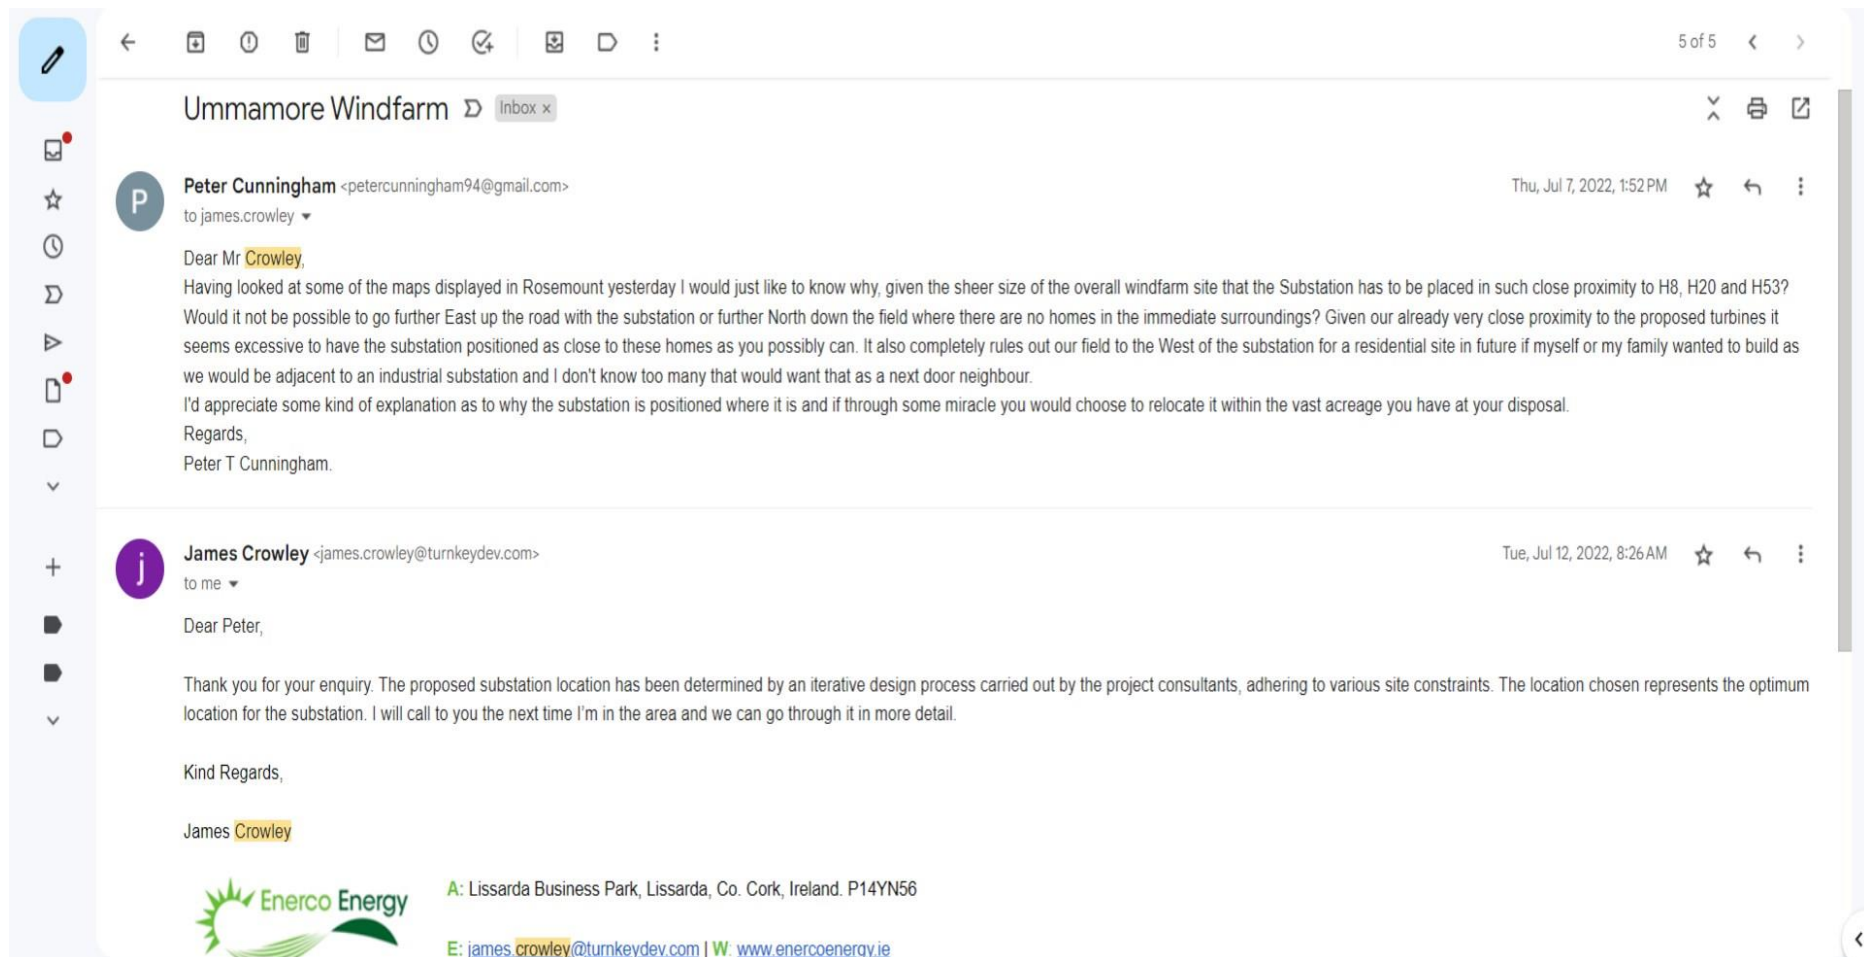 5 of 5
Ummamore Windfarm Inbox ×
Peter Cunningham <petercunningham94@gmail.com> Thu, Jul 7, 2022, 1:52 PM
to james.crowley
P
Dear Mr Crowley,
Having looked at some of the maps displayed in Rosemount yesterday I would just like to know why, given the sheer size of the overall windfarm site that the Substation has to be placed in such close proximity to H8, H20 and H53?
Would it not be possible to go further East up the road with the substation or further North down the field where there are no homes in the immediate surroundings? Given our already very close proximity to the proposed turbines it
seems excessive to have the substation positioned as close to these homes as you possibly can. It also completely rules out our field to the West of the substation for a residential site in future if myself or my family wanted to build as
we would be adjacent to an industrial substation and I don't know too many that would want that as a next door neighbour.
I'd appreciate some kind of explanation as to why the substation is positioned where it is and if through some miracle you would choose to relocate it within the vast acreage you have at your disposal.
Regards,
Peter T Cunningham.
James Crowley <james.crowley@turnkeydev.com> Tue, Jul 12, 2022, 8:26 AM
j
to me
Dear Peter,
Thank you for your enquiry. The proposed substation location has been determined by an iterative design process carried out by the project consultants, adhering to various site constraints. The location chosen represents the optimum
location for the substation. I will call to you the next time I'm in the area and we can go through it in more detail.
Kind Regards,
James Crowley
Enerco Energy
A: Lissarda Business Park, Lissarda, Co. Cork, Ireland. P14YN56
E: james.crowley@turnkeydev.com | W: www.enercoenergy.ie